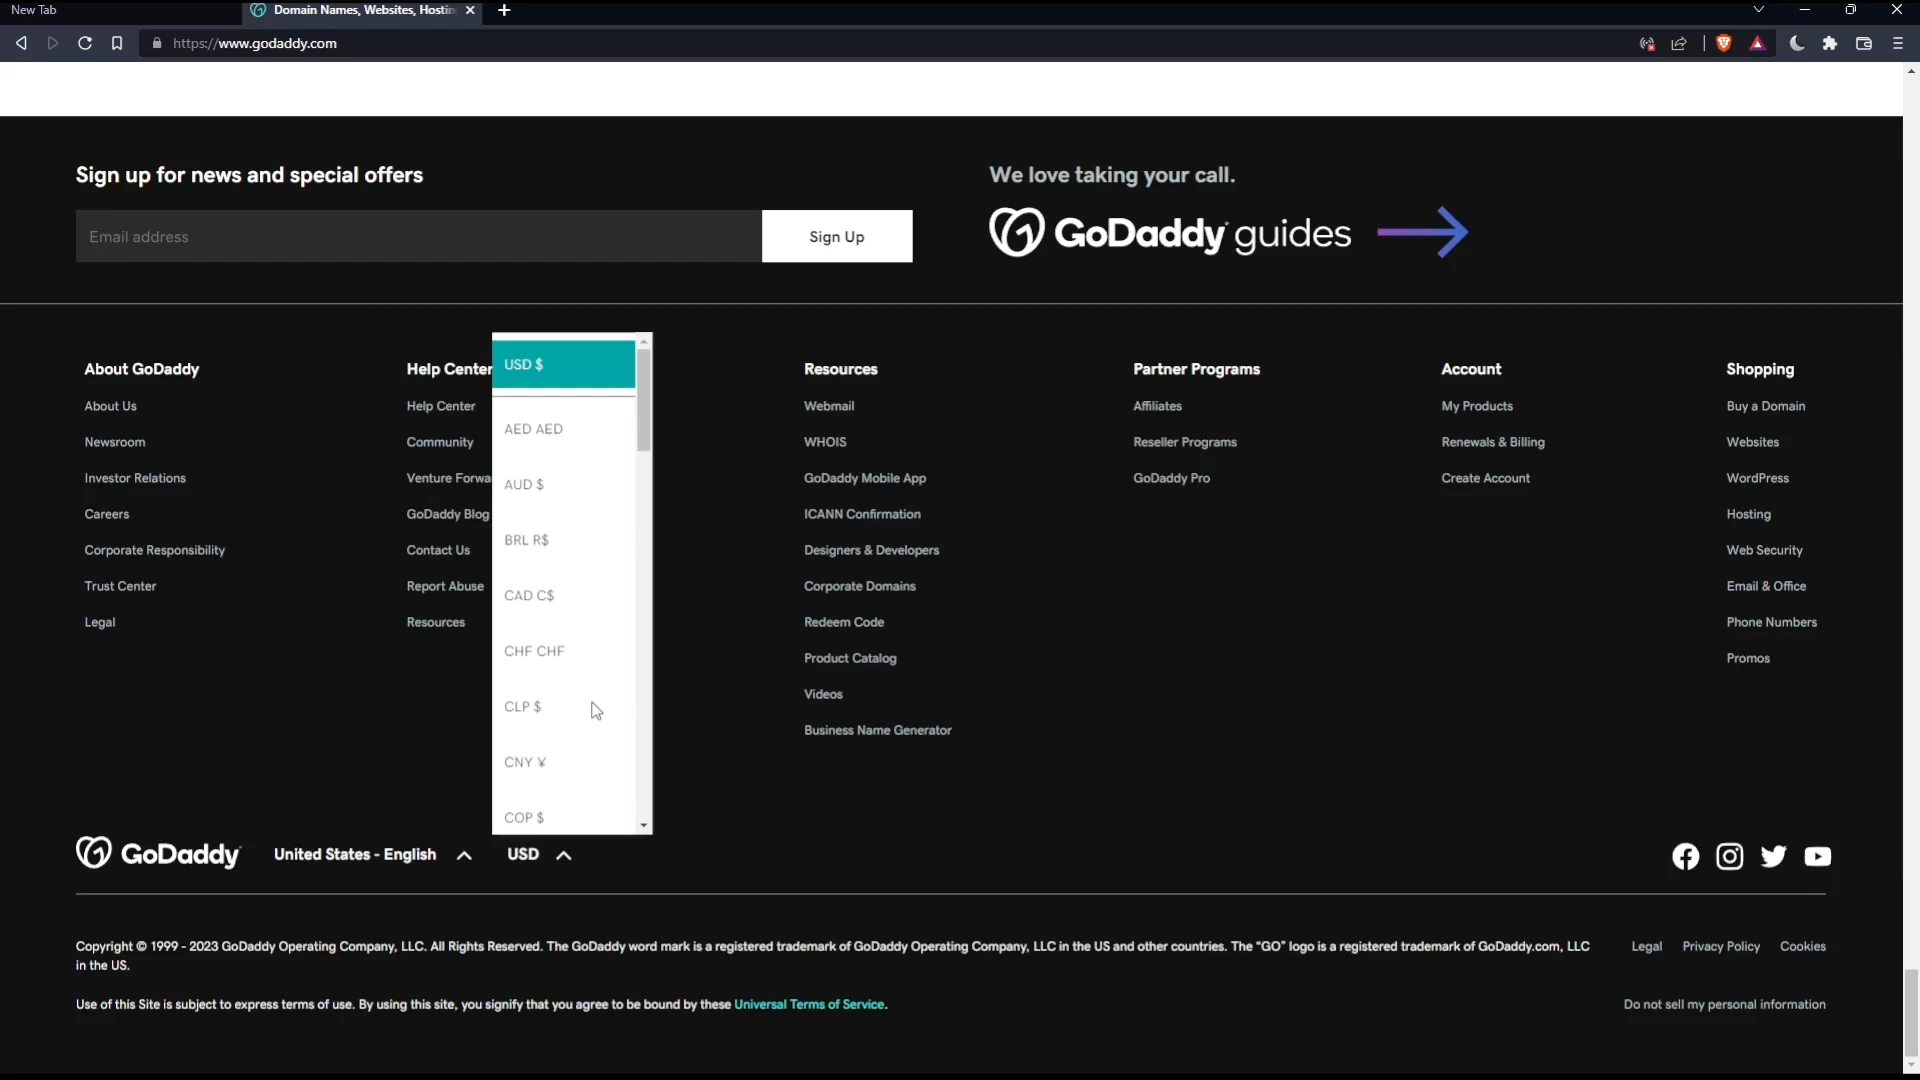 New Tab
Domain Names, Websites, Hostin
https://www.godaddy.com
Sign up for news and special offers
Email address
Sign Up
We love taking your call.
GoDaddy guides
About GoDaddy
About Us
Newsroom
Investor Relations
Careers
Corporate Responsibility
Trust Center
Legal
Help Center
Help Center
Community
Venture Forwa
GoDaddy Blog
Contact Us
Report Abuse
Resources
USD $
AED AED
AUD $
BRL R$
CAD C$
CHF CHF
CLP $
CNY ¥
COP $
Resources
Webmail
WHOIS
GoDaddy Mobile App
ICANN Confirmation
Designers & Developers
Corporate Domains
Redeem Code
Product Catalog
Videos
Business Name Generator
Partner Programs
Affiliates
Reseller Programs
GoDaddy Pro
Account
My Products
Renewals & Billing
Create Account
Shopping
Buy a Domain
Websites
WordPress
Hosting
Web Security
Email & Office
Phone Numbers
Promos
GoDaddy
United States - English
USD
Copyright © 1999 - 2023 GoDaddy Operating Company, LLC. All Rights Reserved. The GoDaddy word mark is a registered trademark of GoDaddy Operating Company, LLC in the US and other countries. The "GO" logo is a registered trademark of GoDaddy.com, LLC
in the US.
Legal Privacy Policy Cookies
Use of this Site is subject to express terms of use. By using this site, you signify that you agree to be bound by these Universal Terms of Service.
Do not sell my personal information